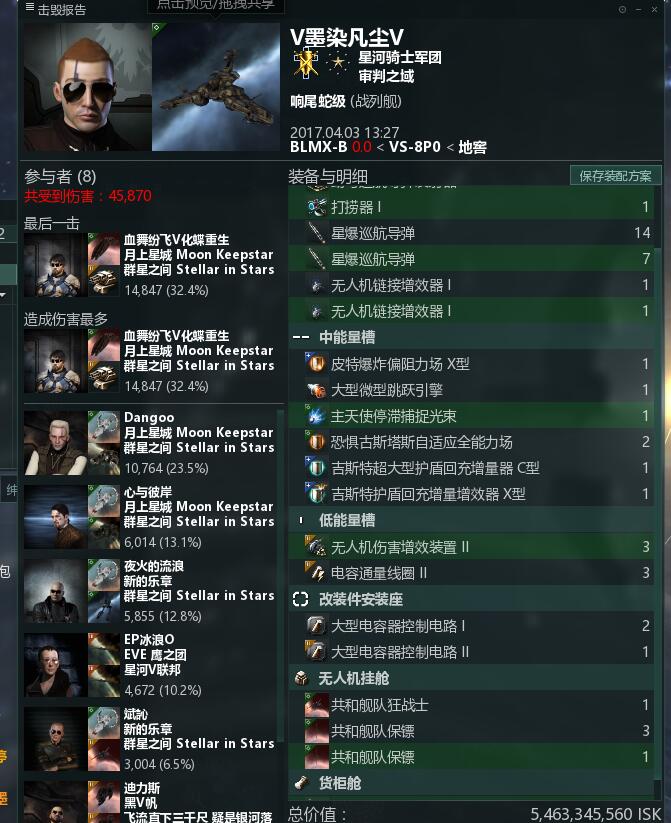 击毁报告
点击预览/拖拽共享
V墨染凡尘V
星河骑士军团
审判之域
响尾蛇级 (战列舰)
2017.04.03 13:27
BLMX-B 0.0 < VS-8P0 < 地窖
参与者 (8)
共受到伤害：45,870
最后一击
血舞纷飞V化蝶重生
月上星城 Moon Keepstar
群星之间 Stellar in Stars
14,847 (32.4%)
造成伤害最多
血舞纷飞V化蝶重生
月上星城 Moon Keepstar
群星之间 Stellar in Stars
14,847 (32.4%)
Dangoo
月上星城 Moon Keepstar
群星之间 Stellar in Stars
10,764 (23.5%)
心与彼岸
月上星城 Moon Keepstar
群星之间 Stellar in Stars
6,014 (13.1%)
夜火的流浪
新的乐章
群星之间 Stellar in Stars
5,855 (12.8%)
EP冰浪O
EVE 鹰之团
星河V联邦
4,672 (10.2%)
斌訫
新的乐章
群星之间 Stellar in Stars
3,004 (6.5%)
迪力斯
黑V帆
飞流直下三千尺 疑是银河落
装备与明细
保存装配方案
打捞器 I 1
星爆巡航导弹 14
星爆巡航导弹 7
无人机链接增效器 I 1
无人机链接增效器 I 1
中能量槽
皮特爆炸偏阻力场 X型 1
大型微型跳跃引擎 1
主天使停滞捕捉光束 1
恐惧古斯塔斯自适应全能力场 2
吉斯特超大型护盾回充增量器 C型 1
吉斯特护盾回充增量增效器 X型 1
低能量槽
无人机伤害增效装置 II 3
电容通量线圈 II 3
改装件安装座
大型电容器控制电路 I 2
大型电容器控制电路 II 1
无人机挂舱
共和舰队狂战士 1
共和舰队保镖 3
共和舰队保镖 1
货柜舱
总价值： 5,463,345,560 ISK